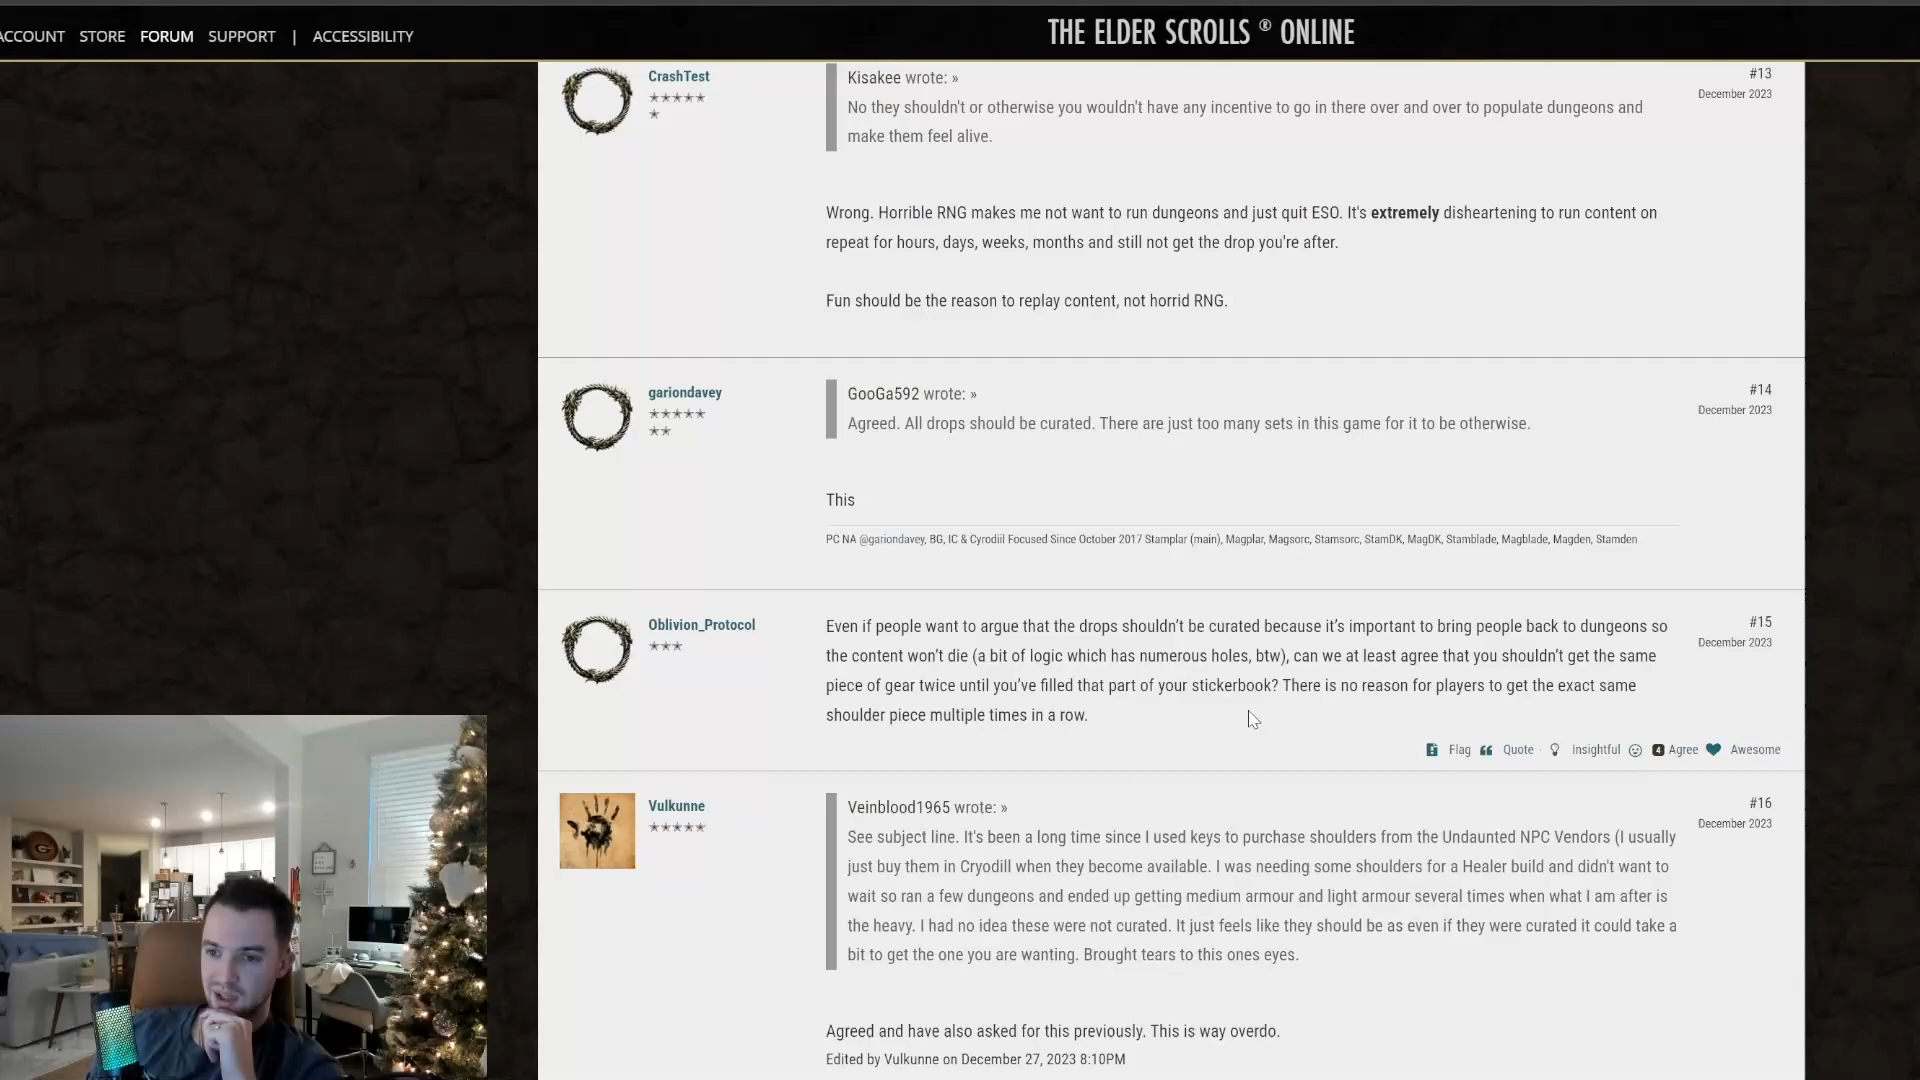 ACCOUNT STORE FORUM SUPPORT | ACCESSIBILITY
THE ELDER SCROLLS ® ONLINE
CrashTest
Kisakee wrote: »
#13
December 2023
No they shouldn't or otherwise you wouldn't have any incentive to go in there over and over to populate dungeons and
make them feel alive.
Wrong. Horrible RNG makes me not want to run dungeons and just quit ESO. It's extremely disheartening to run content on
repeat for hours, days, weeks, months and still not get the drop you're after.
Fun should be the reason to replay content, not horrid RNG.
gariondavey
GooGa592 wrote: »
#14
December 2023
Agreed. All drops should be curated. There are just too many sets in this game for it to be otherwise.
This
PC NA @gariondavey, BG, IC & Cyrodiil Focused Since October 2017 Stamplar (main), Magplar, Magsorc, Stamsorc, StamDK, MagDK, Stamblade, Magblade, Magden, Stamden
Oblivion_Protocol
#15
December 2023
Even if people want to argue that the drops shouldn’t be curated because it’s important to bring people back to dungeons so
the content won’t die (a bit of logic which has numerous holes, btw), can we at least agree that you shouldn’t get the same
piece of gear twice until you’ve filled that part of your stickerbook? There is no reason for players to get the exact same
shoulder piece multiple times in a row.
Flag Quote · Insightful 4 Agree Awesome
Vulkunne
Veinblood1965 wrote: »
#16
December 2023
See subject line. It's been a long time since I used keys to purchase shoulders from the Undaunted NPC Vendors (I usually
just buy them in Cryodill when they become available. I was needing some shoulders for a Healer build and didn't want to
wait so ran a few dungeons and ended up getting medium armour and light armour several times when what I am after is
the heavy. I had no idea these were not curated. It just feels like they should be as even if they were curated it could take a
bit to get the one you are wanting. Brought tears to this ones eyes.
Agreed and have also asked for this previously. This is way overdo.
Edited by Vulkunne on December 27, 2023 8:10PM